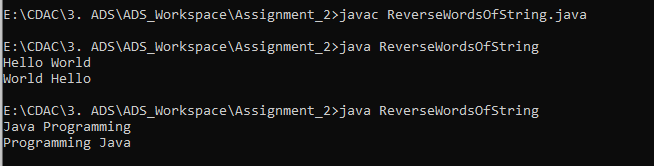 E:\CDAC\3. ADS\ADS_Workspace\Assignment_2>javac ReverseWordsOfString.java
E:\CDAC\3. ADS\ADS_Workspace\Assignment_2>java ReverseWordsOfString
Hello World
World Hello
E:\CDAC\3. ADS\ADS_Workspace\Assignment_2>java ReverseWordsOfString
Java Programming
Programming Java